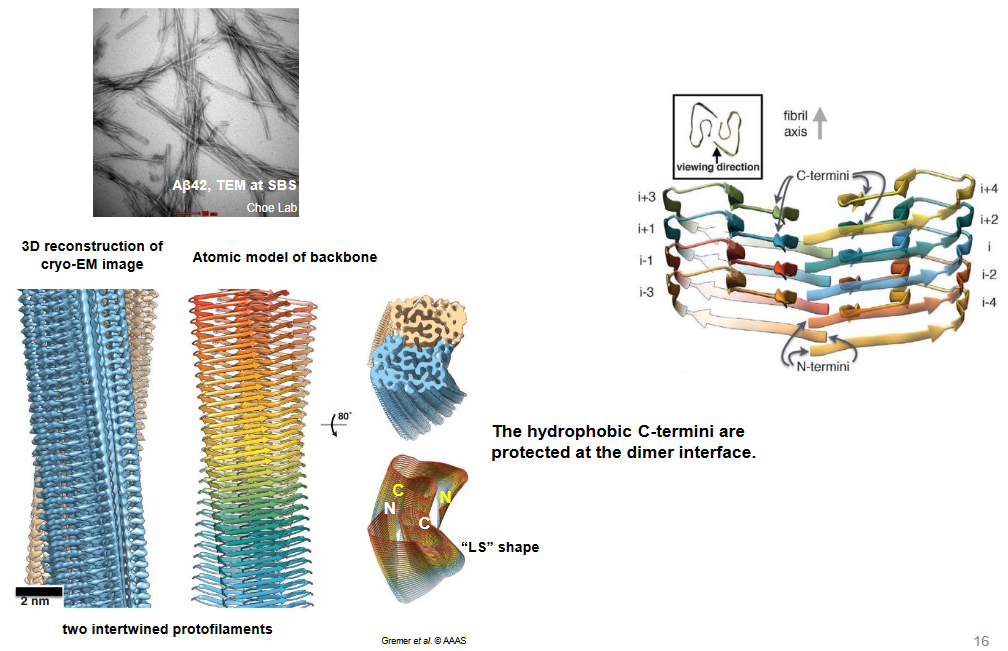 Aβ42, TEM at SBS
Choe Lab
3D reconstruction of
cryo-EM image
Atomic model of backbone
80°
2 nm
two intertwined protofilaments
C
N
N
C
"LS" shape
Gremer et al. © AAAS
viewing direction
fibril
axis
C-termini
i+3
i+1
i-1
i-3
i+4
i+2
i
i-2
i-4
N-termini
The hydrophobic C-termini are
protected at the dimer interface.
16